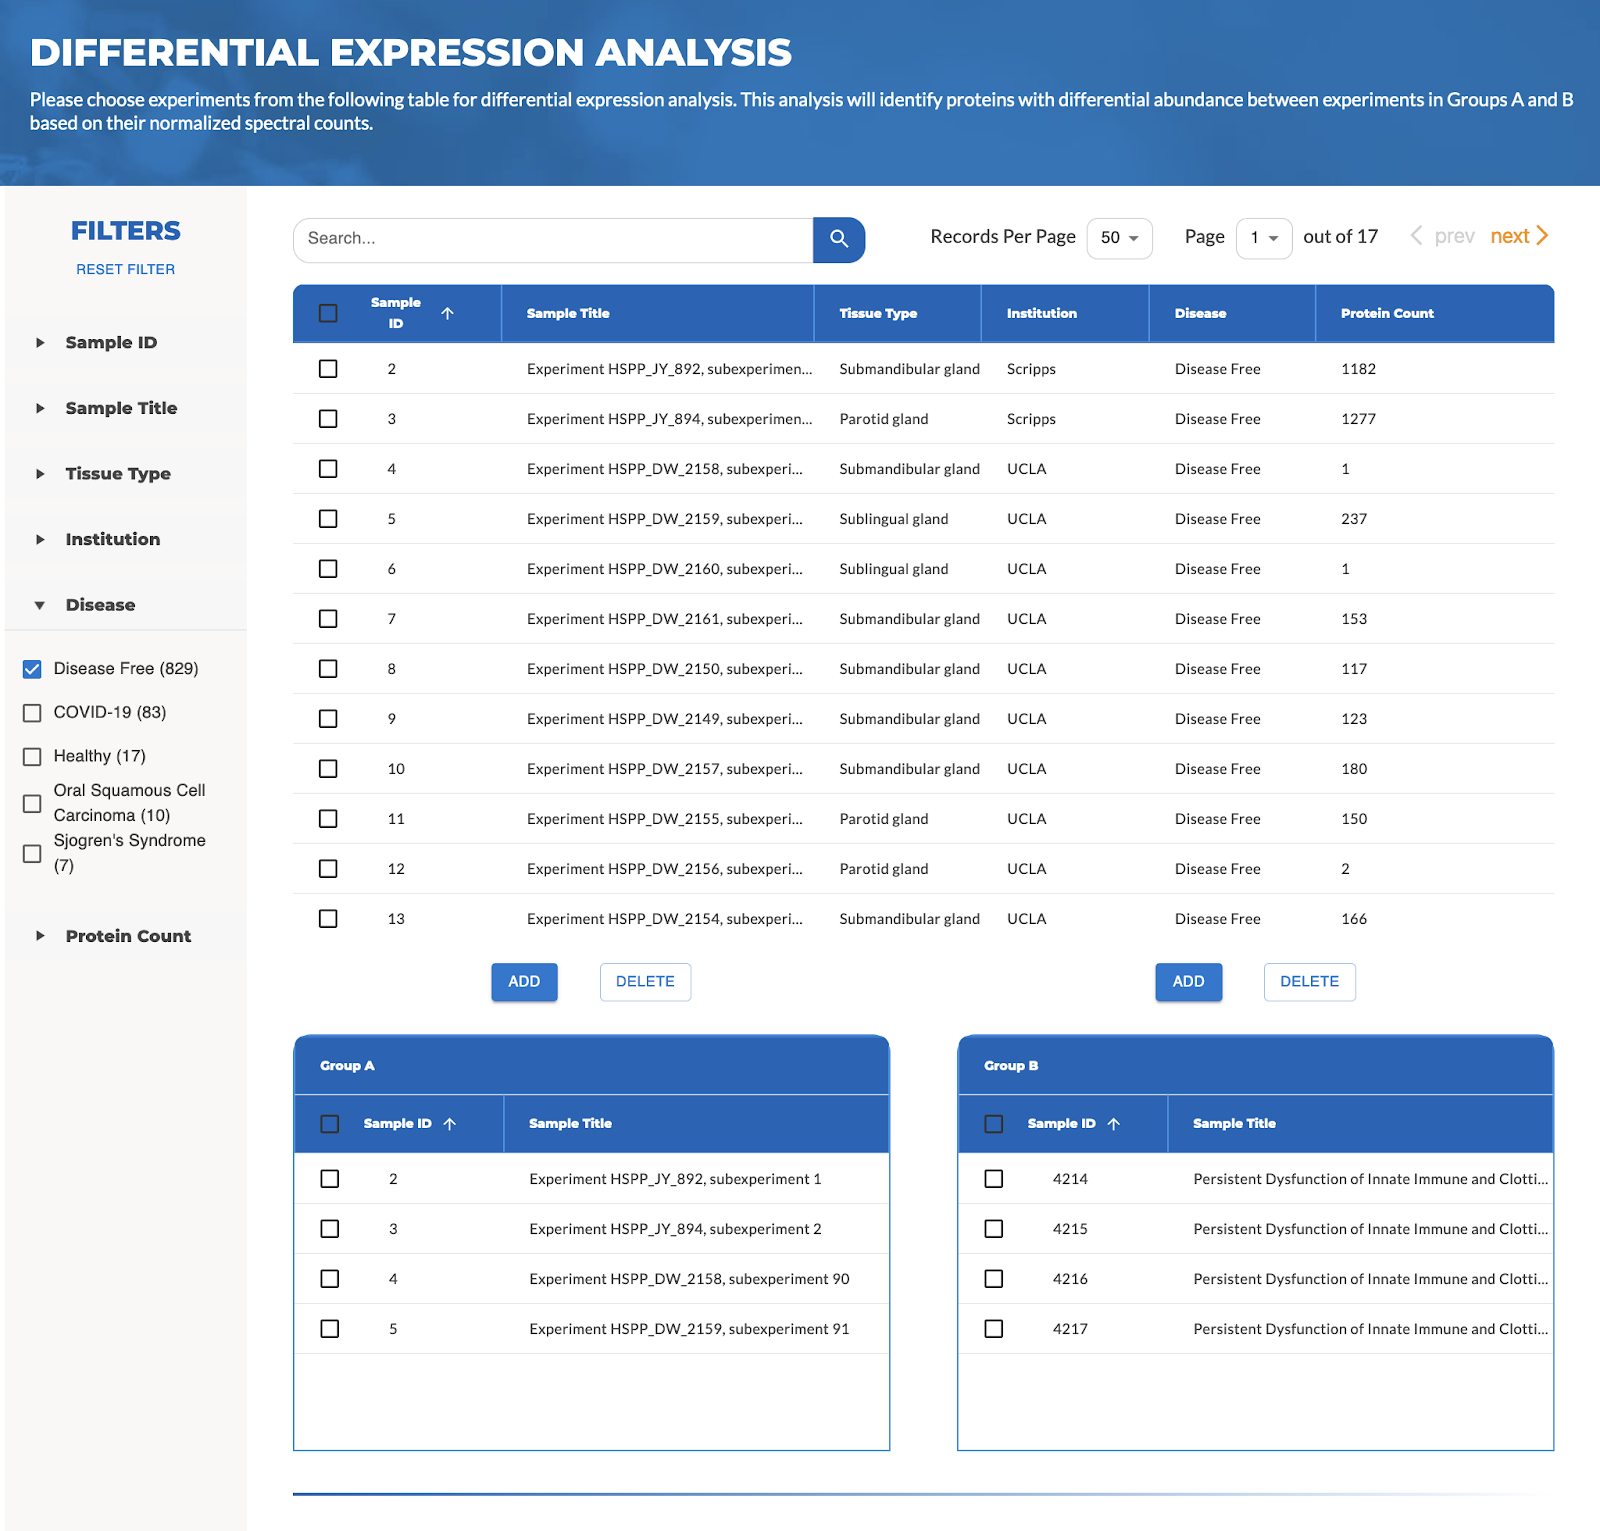 DIFFERENTIAL EXPRESSION ANALYSIS
Please choose experiments from the following table for differential expression analysis. This analysis will identify proteins with differential abundance between experiments in Groups A and B
based on their normalized spectral counts.
FILTERS
RESET FILTER
Sample ID
Sample Title
Tissue Type
Institution
Disease
Disease Free (829)
COVID-19 (83)
Healthy (17)
Oral Squamous Cell
Carcinoma (10)
Sjogren's Syndrome
(7)
Protein Count
Search...
Records Per Page 50 Page 1 out of 17 prev next
Sample ID Sample Title Tissue Type Institution Disease Protein Count
2 Experiment HSPP_JY_892, subexperimen... Submandibular gland Scripps Disease Free 1182
3 Experiment HSPP_JY_894, subexperimen... Parotid gland Scripps Disease Free 1277
4 Experiment HSPP_DW_2158, subexperi... Submandibular gland UCLA Disease Free 1
5 Experiment HSPP_DW_2159, subexperi... Sublingual gland UCLA Disease Free 237
6 Experiment HSPP_DW_2160, subexperi... Sublingual gland UCLA Disease Free 1
7 Experiment HSPP_DW_2161, subexperi... Submandibular gland UCLA Disease Free 153
8 Experiment HSPP_DW_2150, subexperi... Submandibular gland UCLA Disease Free 117
9 Experiment HSPP_DW_2149, subexperi... Submandibular gland UCLA Disease Free 123
10 Experiment HSPP_DW_2157, subexperi... Submandibular gland UCLA Disease Free 180
11 Experiment HSPP_DW_2155, subexperi... Parotid gland UCLA Disease Free 150
12 Experiment HSPP_DW_2156, subexperi... Parotid gland UCLA Disease Free 2
13 Experiment HSPP_DW_2154, subexperi... Submandibular gland UCLA Disease Free 166
ADD DELETE ADD DELETE
Group A
Sample ID Sample Title
2 Experiment HSPP_JY_892, subexperiment 1
3 Experiment HSPP_JY_894, subexperiment 2
4 Experiment HSPP_DW_2158, subexperiment 90
5 Experiment HSPP_DW_2159, subexperiment 91
Group B
Sample ID Sample Title
4214 Persistent Dysfunction of Innate Immune and Clotti...
4215 Persistent Dysfunction of Innate Immune and Clotti...
4216 Persistent Dysfunction of Innate Immune and Clotti...
4217 Persistent Dysfunction of Innate Immune and Clotti...